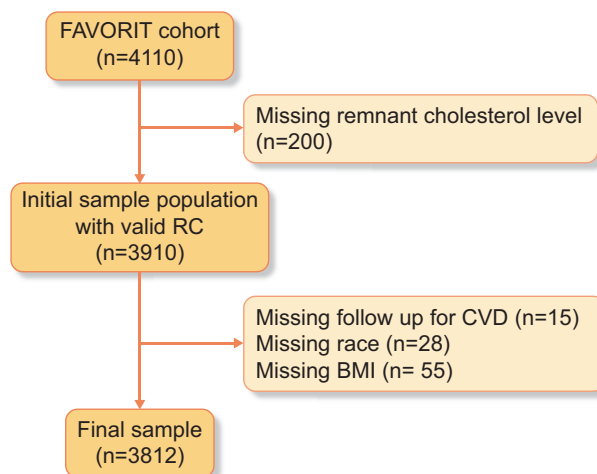 FAVORIT cohort
(n=4110)
Missing remnant cholesterol level
(n=200)
Initial sample population
with valid RC
(n=3910)
Missing follow up for CVD (n=15)
Missing race (n=28)
Missing BMI (n= 55)
Final sample
(n=3812)